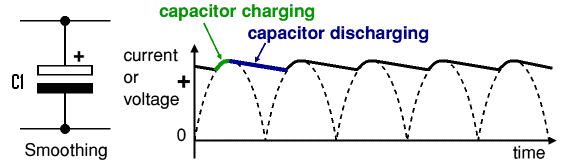 capacitor charging
capacitor discharging
current
or
voltage
+
0
time
+
C1
Smoothing